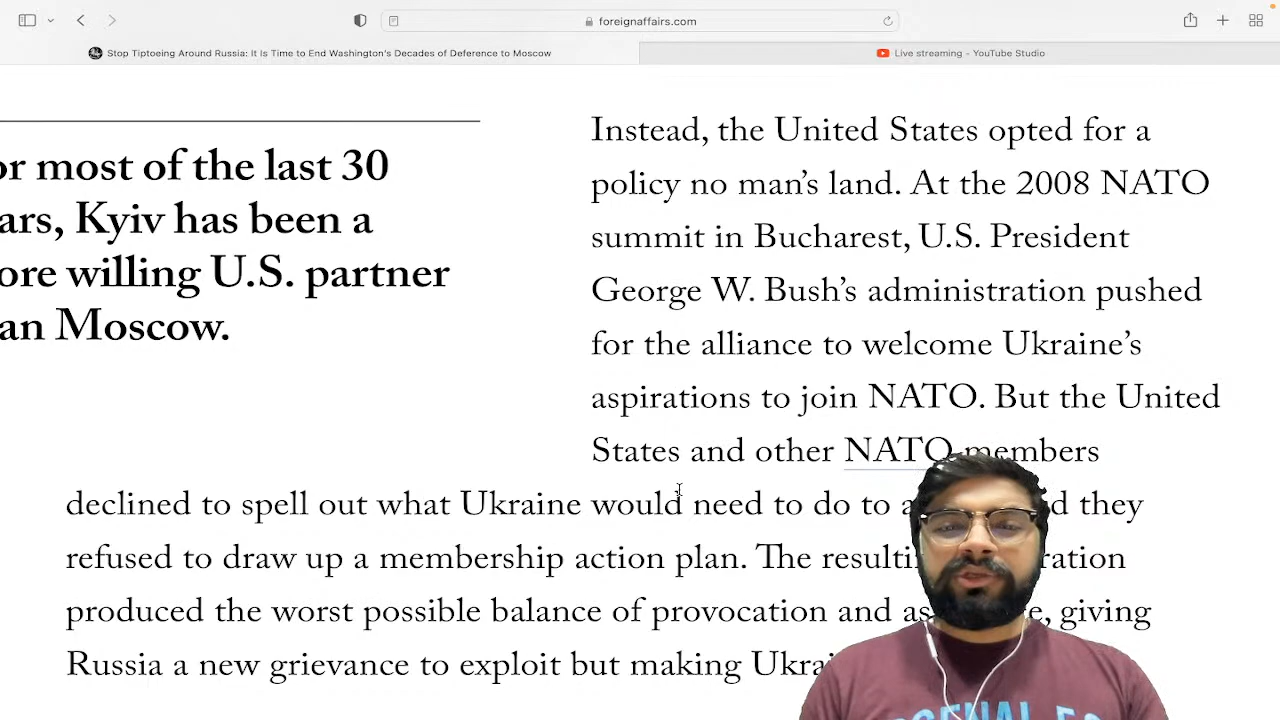 foreignaffairs.com
Stop Tiptoeing Around Russia: It Is Time to End Washington's Decades of Deference to Moscow
Live streaming - YouTube Studio
or most of the last 30
ars, Kyiv has been a
ore willing U.S. partner
an Moscow.
Instead, the United States opted for a
policy no man's land. At the 2008 NATO
summit in Bucharest, U.S. President
George W. Bush's administration pushed
for the alliance to welcome Ukraine's
aspirations to join NATO. But the United
States and other NATO members
declined to spell out what Ukraine would need to do to a d they
refused to draw up a membership action plan. The resulti ration
produced the worst possible balance of provocation and as e, giving
Russia a new grievance to exploit but making Ukrai